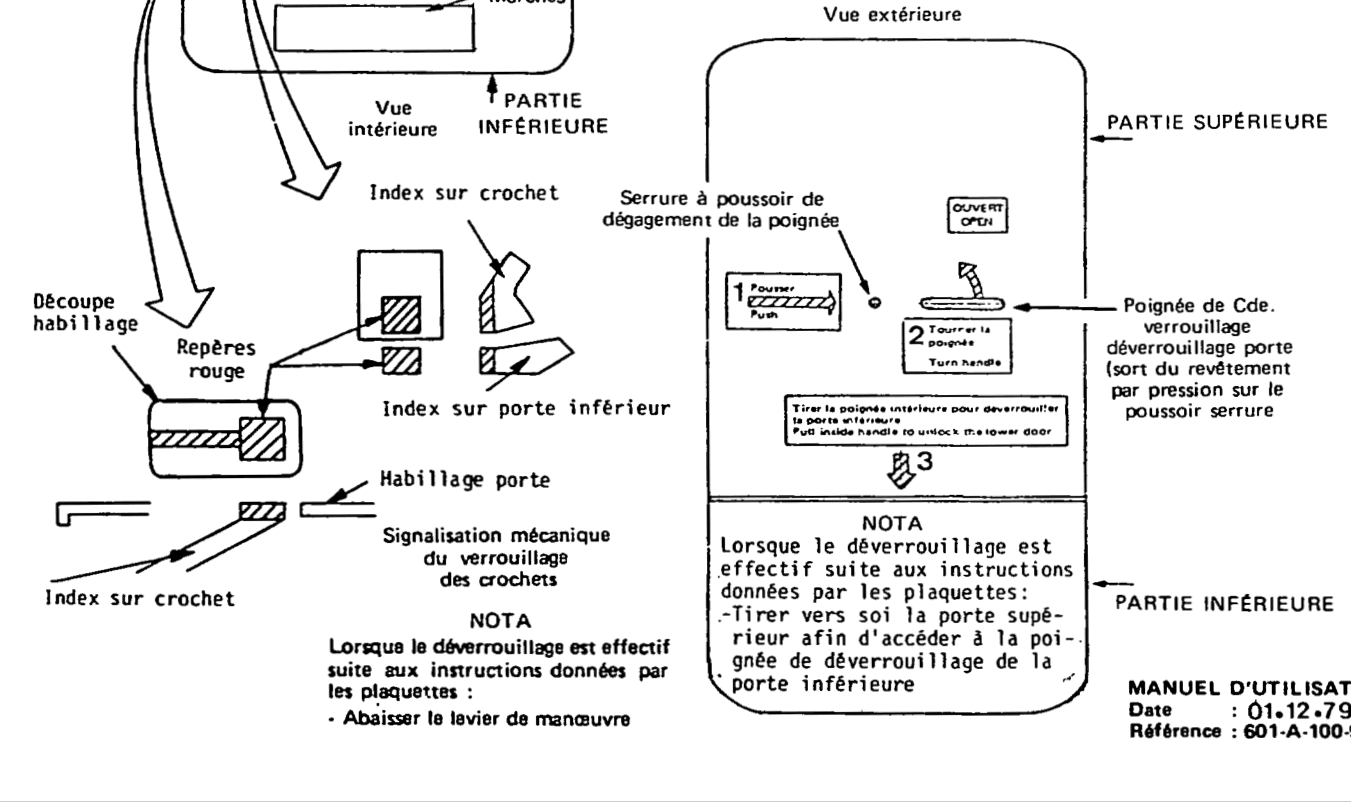 Vue
intérieure
PARTIE
INFÉRIEURE
Index sur crochet
Découpe
habillage
Repères
rouge
Index sur porte inférieur
Habillage porte
Signalisation mécanique
du verrouillage
des crochets
Index sur crochet
NOTA
Lorsque le déverrouillage est effectif
suite aux instructions données par
les plaquettes :
- Abaisser le levier de manœuvre
Vue extérieure
PARTIE SUPÉRIEURE
Serrure à poussoir de
dégagement de la poignée
OUVERT
OPEN
1 Pousser
Push
2 Tourner la
poignée
Turn handle
Poignée de Cde.
verrouillage
déverrouillage porte
(sort du revêtement
par pression sur le
poussoir serrure
Tirer la poignée intérieure pour déverrouiller
la porte inférieure
Pull inside handle to unlock the lower door
3
NOTA
Lorsque le déverrouillage est
effectif suite aux instructions
données par les plaquettes:
-Tirer vers soi la porte supé-
rieur afin d'accéder à la poi-
gnée de déverrouillage de la
porte inférieure
PARTIE INFÉRIEURE
MANUEL D'UTILISAT
Date : 01.12.79
Référence : 601-A-100-